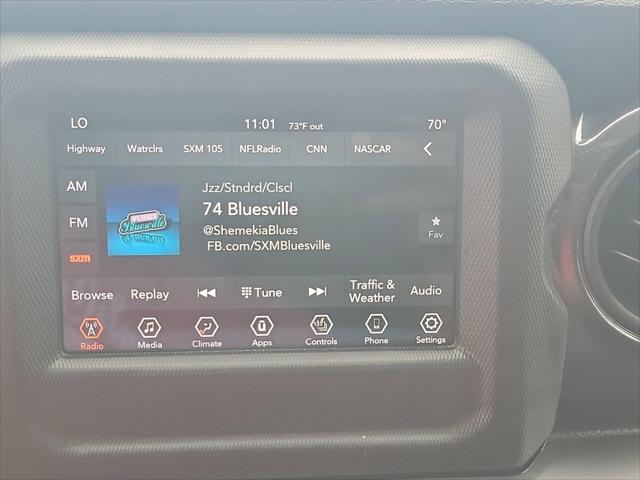 LO 11:01 73°F out 70°
Highway Watrclrs SXM 105 NFLRadio CNN NASCAR
AM
Jzz/Stndrd/Clscl
74 Bluesville
FM
@ShemekiaBlues
Fav
FB.com/SXMBluesville
Bluesville
sxm
Browse Replay Tune Traffic & Weather Audio
Radio Media Climate Apps Controls Phone Settings